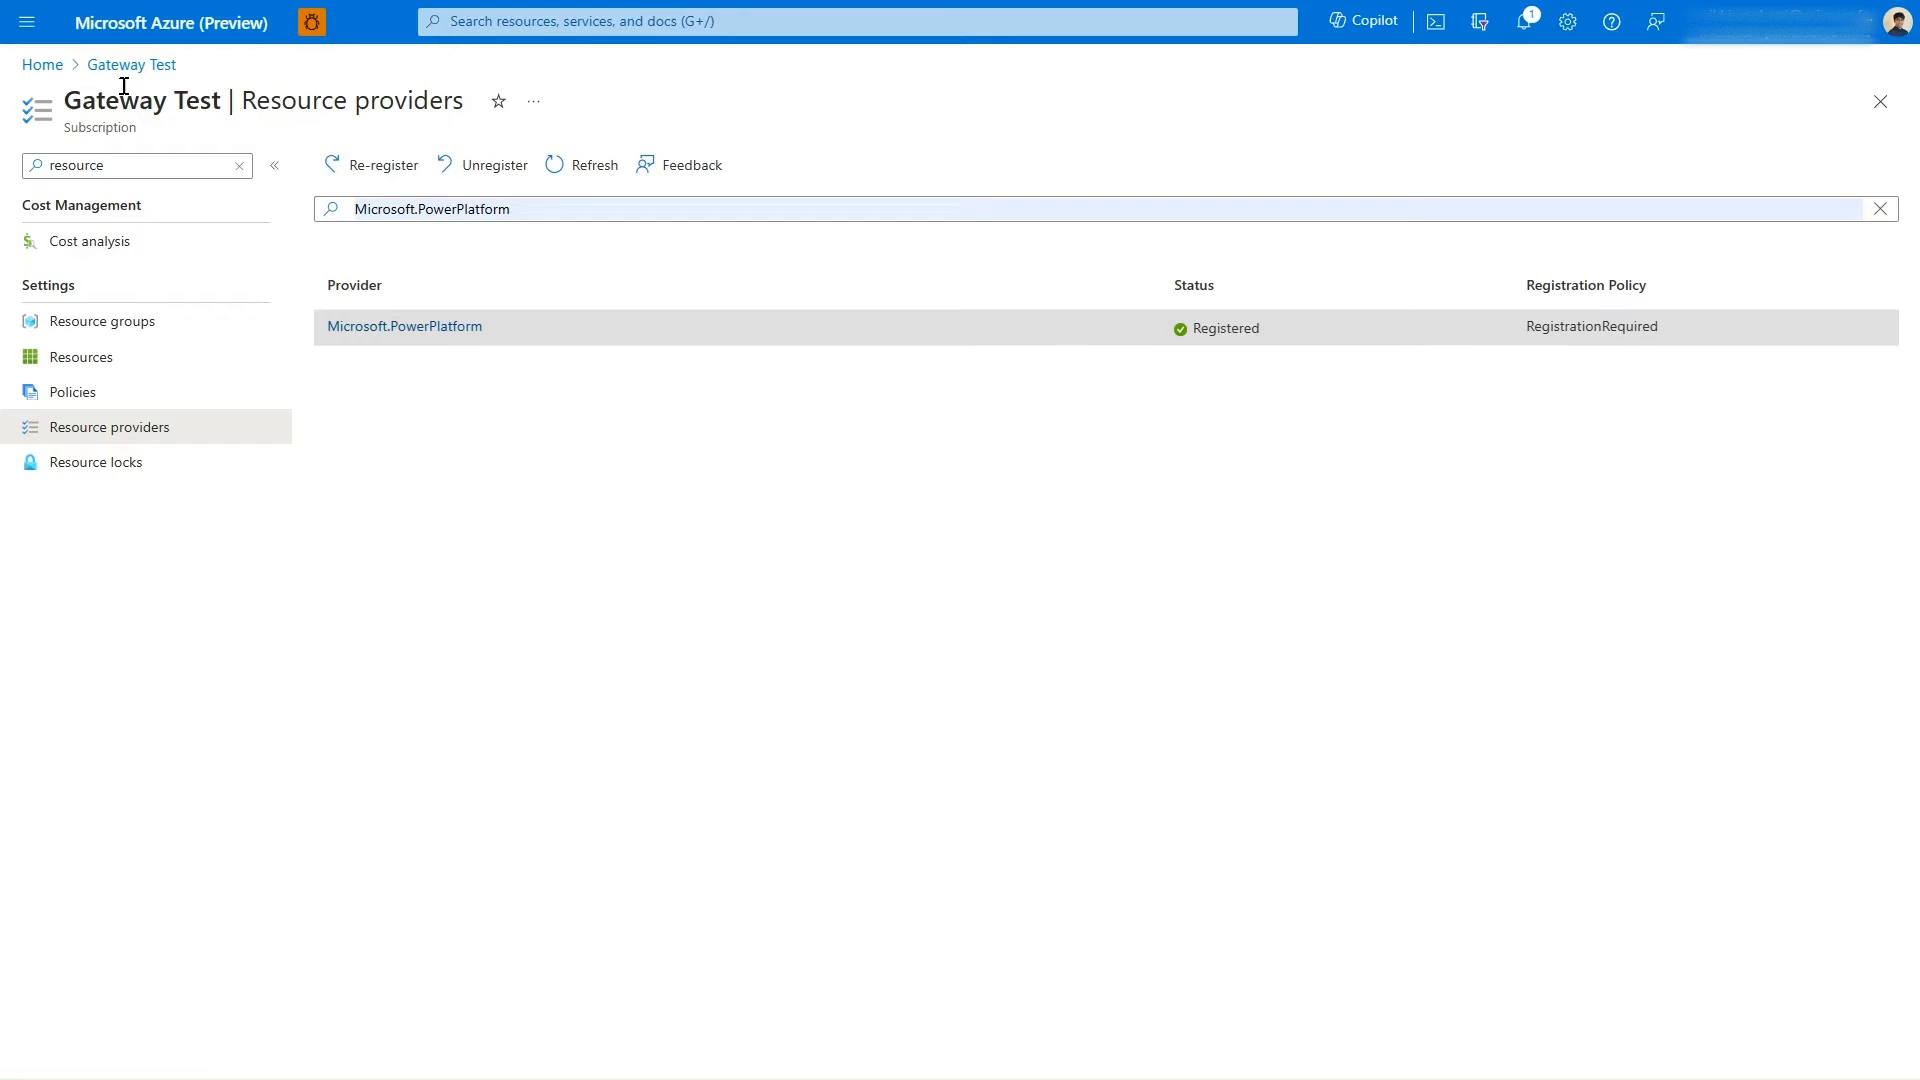 Microsoft Azure (Preview)
Search resources, services, and docs (G+/)
Copilot
1
Home > Gateway Test
Gateway Test | Resource providers
...
Subscription
resource
Re-register
Unregister
Refresh
Feedback
Cost Management
Microsoft.PowerPlatform
Cost analysis
Settings
Provider
Status
Registration Policy
Resource groups
Microsoft.PowerPlatform
Registered
RegistrationRequired
Resources
Policies
Resource providers
Resource locks